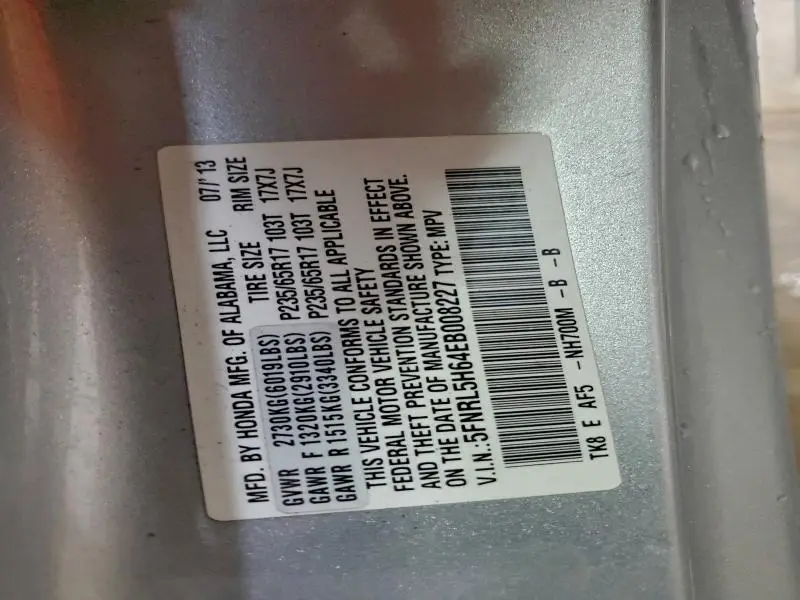 MFD. BY HONDA MFG. OF ALABAMA, LLC 07/'13
TIRE SIZE RIM SIZE
GVWR 2730KG(6019LBS)
GAWR F 1320KG(2910LBS) P235/65R17 103T 17X7J
GAWR R 1515KG(3340LBS) P235/65R17 103T 17X7J
THIS VEHICLE CONFORMS TO ALL APPLICABLE
FEDERAL MOTOR VEHICLE SAFETY
AND THEFT PREVENTION STANDARDS IN EFFECT
ON THE DATE OF MANUFACTURE SHOWN ABOVE.
V.I.N.:5FNRL5H64EB008227 TYPE: MPV
TK8 E AF5 -NH700M -B -B